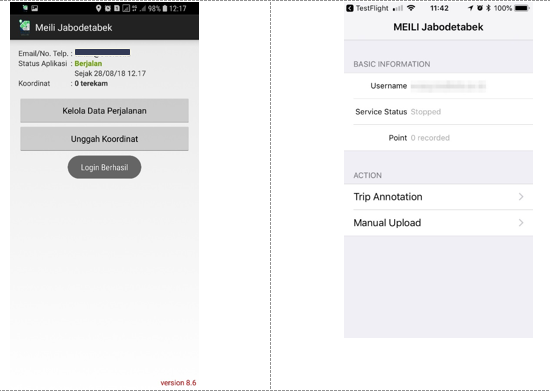 98% 12:17
Meili Jabodetabek
Email/No. Telp. :
Status Aplikasi : Berjalan
Sejak 28/08/18 12.17
Koordinat : 0 terekam
Kelola Data Perjalanan
Unggah Koordinat
Login Berhasil
version 8.6
TestFlight 11:42 100%
MEILI Jabodetabek
BASIC INFORMATION
Username
Service Status Stopped
Point 0 recorded
ACTION
Trip Annotation
Manual Upload